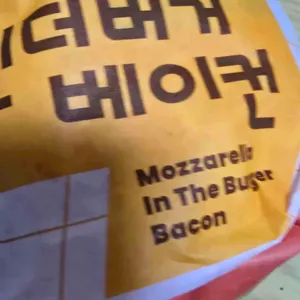 더버거
베이컨
Mozzarella
In The Burger
Bacon